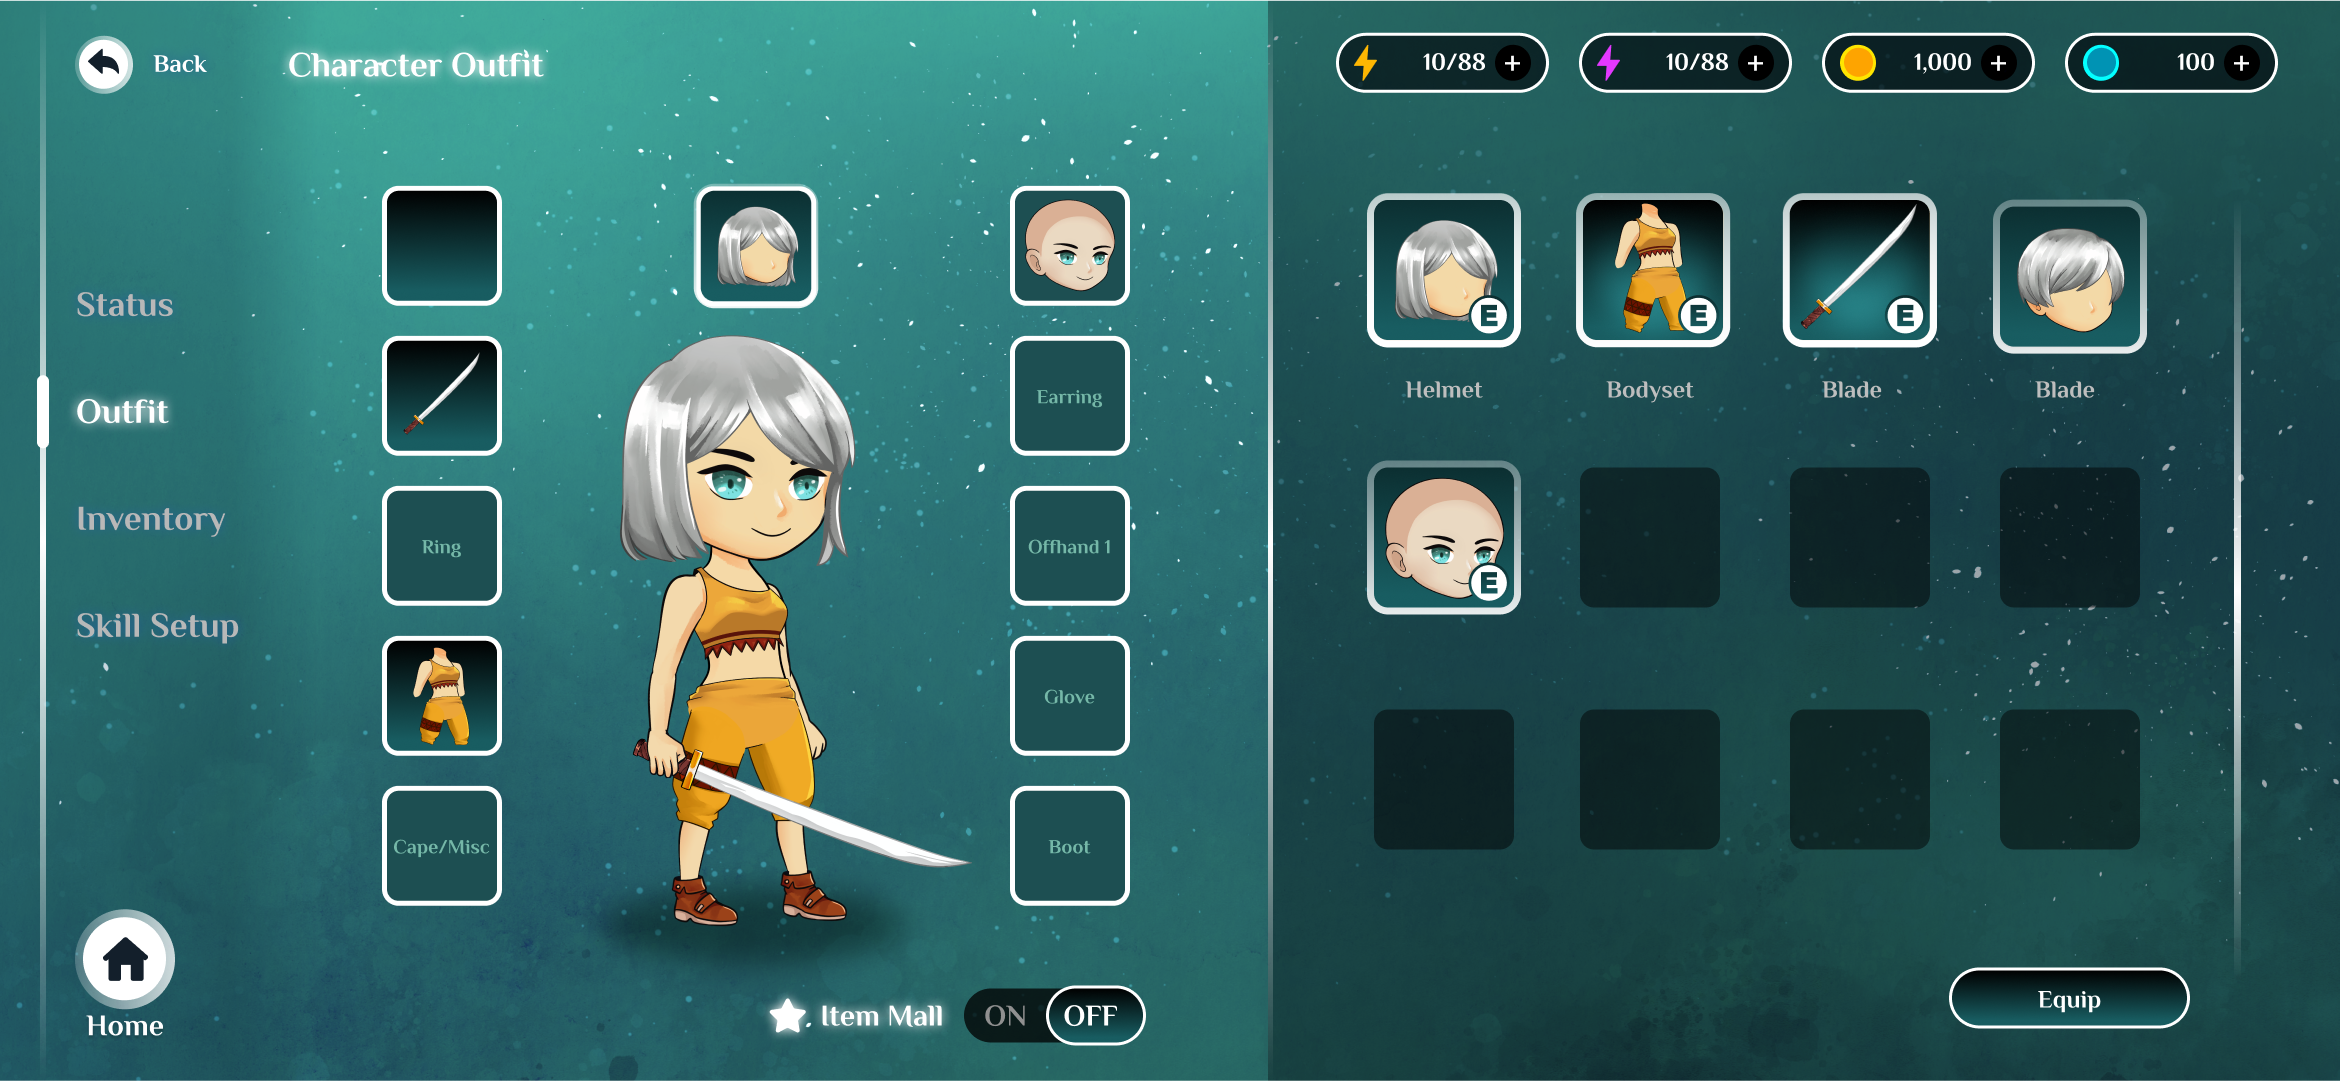 Back
Character Outfit
10/88 +
10/88 +
1,000 +
100 +
Status
Outfit
Inventory
Skill Setup
Home
Ring
Cape/Misc
Earring
Offhand 1
Glove
Boot
Item Mall
ON OFF
E
E
E
Helmet
Bodyset
Blade
Blade
E
Equip